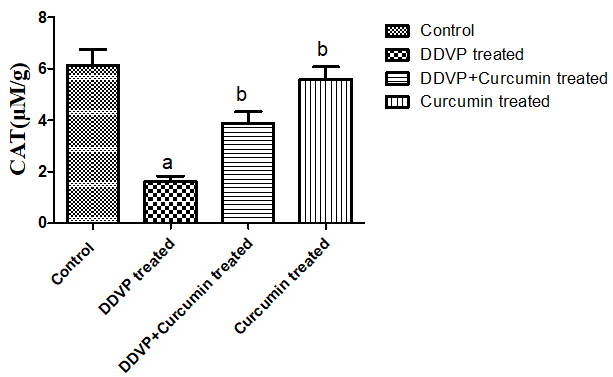 CAT(µM/g)
8
6
4
2
0
a
b
b
Control
DDVP treated
DDVP+Curcumin treated
Curcumin treated
Control
DDVP treated
DDVP+Curcumin treated
Curcumin treated